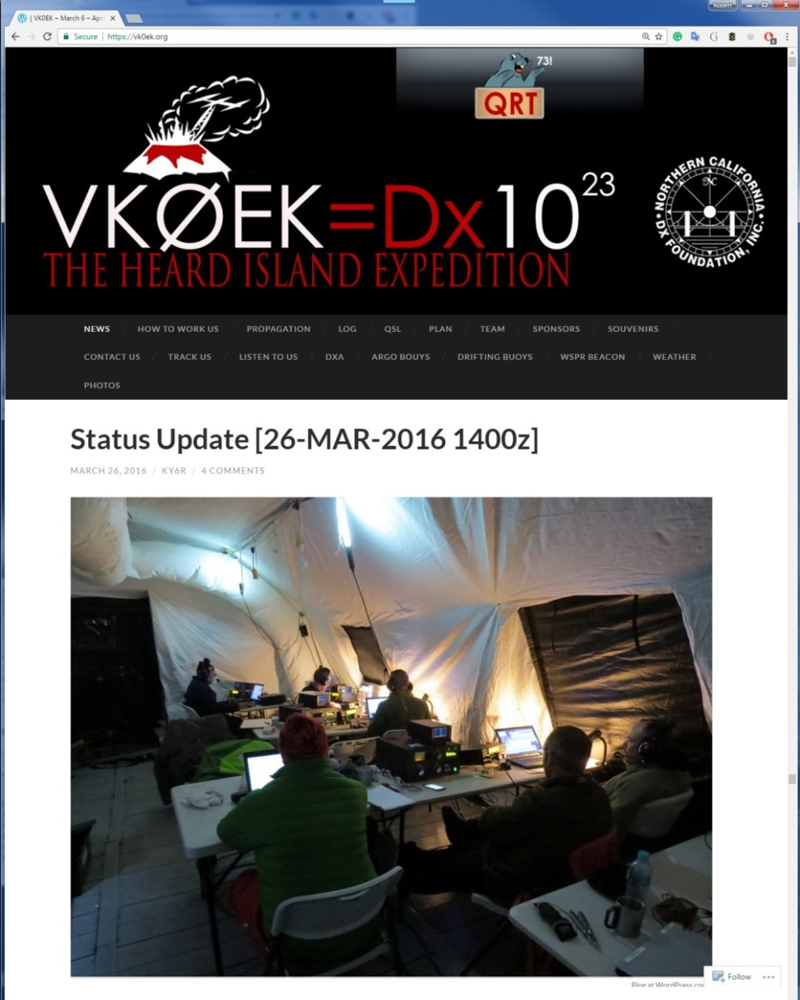 Robert
| VK0EK – March 6 – Apr
Secure | https://vk0ek.org
73!
QRT
VKØEK=Dx10²³
THE HEARD ISLAND EXPEDITION
NORTHERN CALIFORNIA
DX FOUNDATION, INC.
NEWS / HOW TO WORK US / PROPAGATION / LOG / QSL / PLAN / TEAM / SPONSORS / SOUVENIRS /
CONTACT US / TRACK US / LISTEN TO US / DXA / ARGO BOUYS / DRIFTING BUOYS / WSPR BEACON / WEATHER /
PHOTOS
Status Update [26-MAR-2016 1400z]
MARCH 26, 2016 / KY6R / 4 COMMENTS
Follow
Blog at WordPress.co